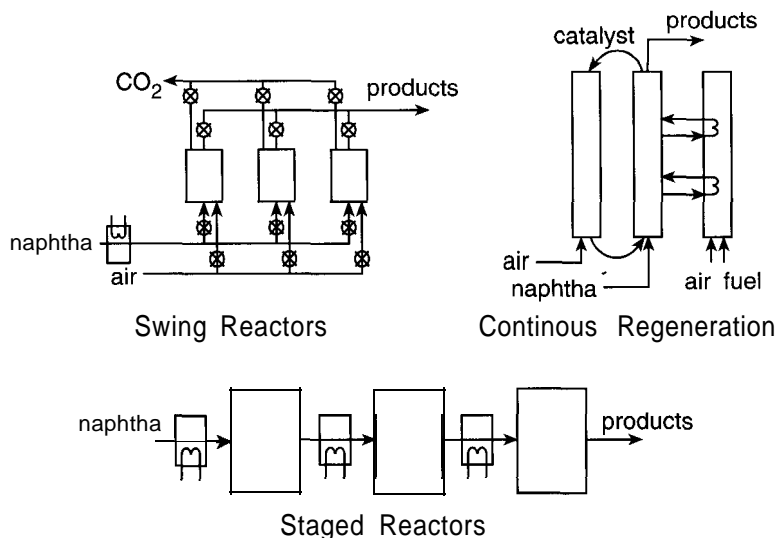 products
catalyst
CO2
products
naphtha
air
air
naphtha
air fuel
Swing Reactors
Continous Regeneration
naphtha
products
Staged Reactors